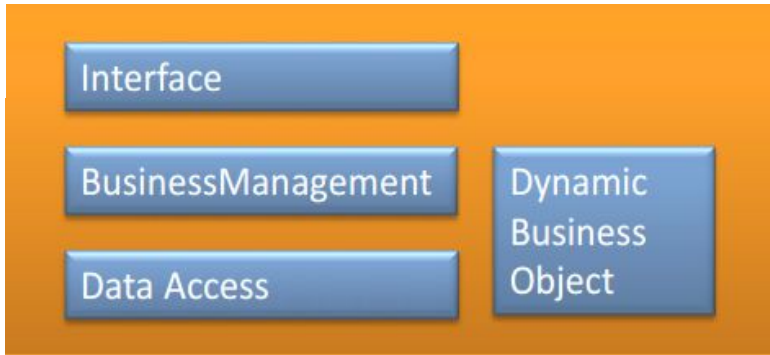 Interface
BusinessManagement
Data Access
Dynamic
Business
Object